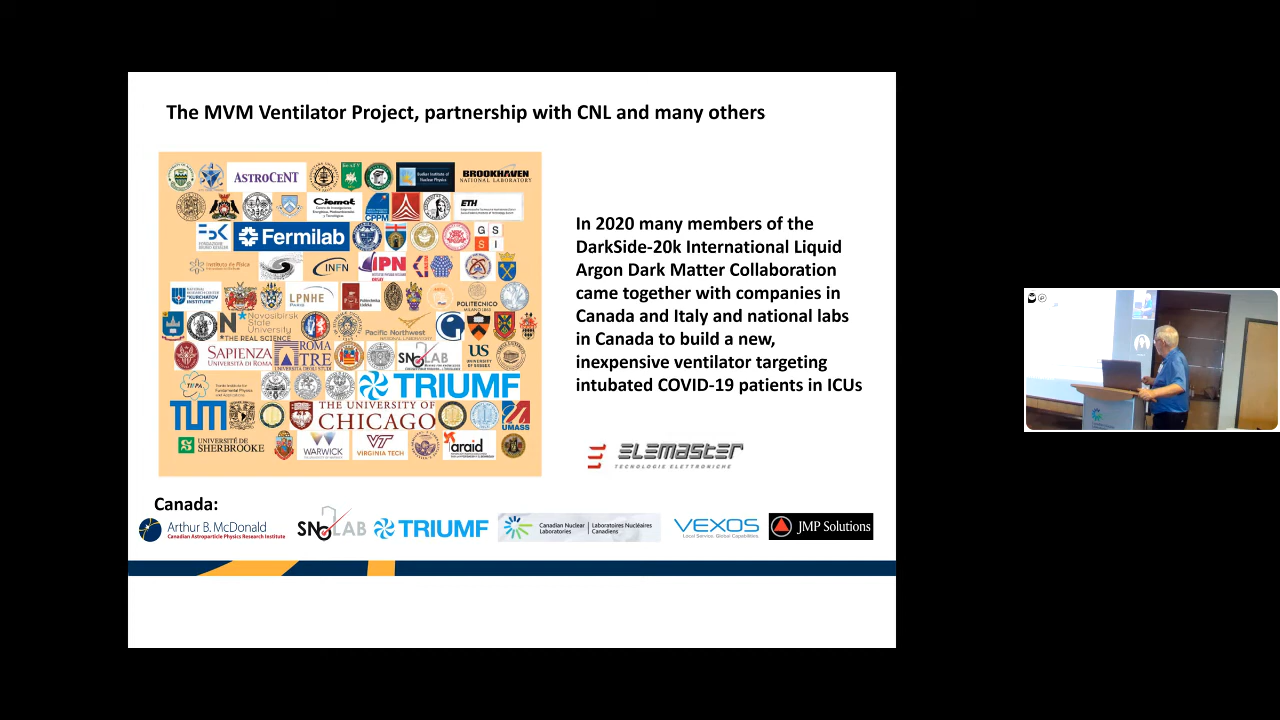 The MVM Ventilator Project, partnership with CNL and many others
ASTROCENT
BROOKHAVEN
NATIONAL LABORATORY
Ciemat
CPPM
ETH
Fermilab
G S
S I
INFN
IPN
NATIONAL RESEARCH CENTER
"KURCHATOV
INSTITUTE"
LPNHE
POLITECNICO
MILANO 1863
Novosibirsk
State
University
*THE REAL SCIENCE
Pacific Northwest
SAPIENZA
UNIVERSITÀ DI ROMA
ROMA
TRE
UNIVERSITÀ DEGLI STUDI
SNOLAB
US
UNIVERSITY
OF SUSSEX
TRIUMF
TUM
THE UNIVERSITY OF
CHICAGO
UMASS
UNIVERSITÉ DE
SHERBROOKE
WARWICK
VIRGINIA TECH
araid
In 2020 many members of the
DarkSide-20k International Liquid
Argon Dark Matter Collaboration
came together with companies in
Canada and Italy and national labs
in Canada to build a new,
inexpensive ventilator targeting
intubated COVID-19 patients in ICUs
ELEMASTER
TECNOLOGIE ELETTRONICHE
Canada:
Arthur B. McDonald
Canadian Astroparticle Physics Research Institute
SNOLAB
TRIUMF
Canadian Nuclear Laboratories | Laboratoires Nucléaires Canadiens
VEXOS
Local Service. Global Capabilities.
JMP Solutions